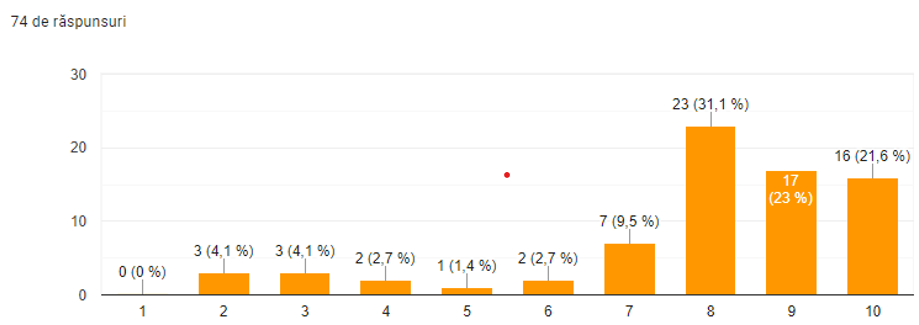 74 de răspunsuri
30
20
10
0
0 (0 %)
3 (4,1 %)
3 (4,1 %)
2 (2,7 %)
1 (1,4 %)
2 (2,7 %)
7 (9,5 %)
23 (31,1 %)
17
(23 %)
16 (21,6 %)
1 2 3 4 5 6 7 8 9 10